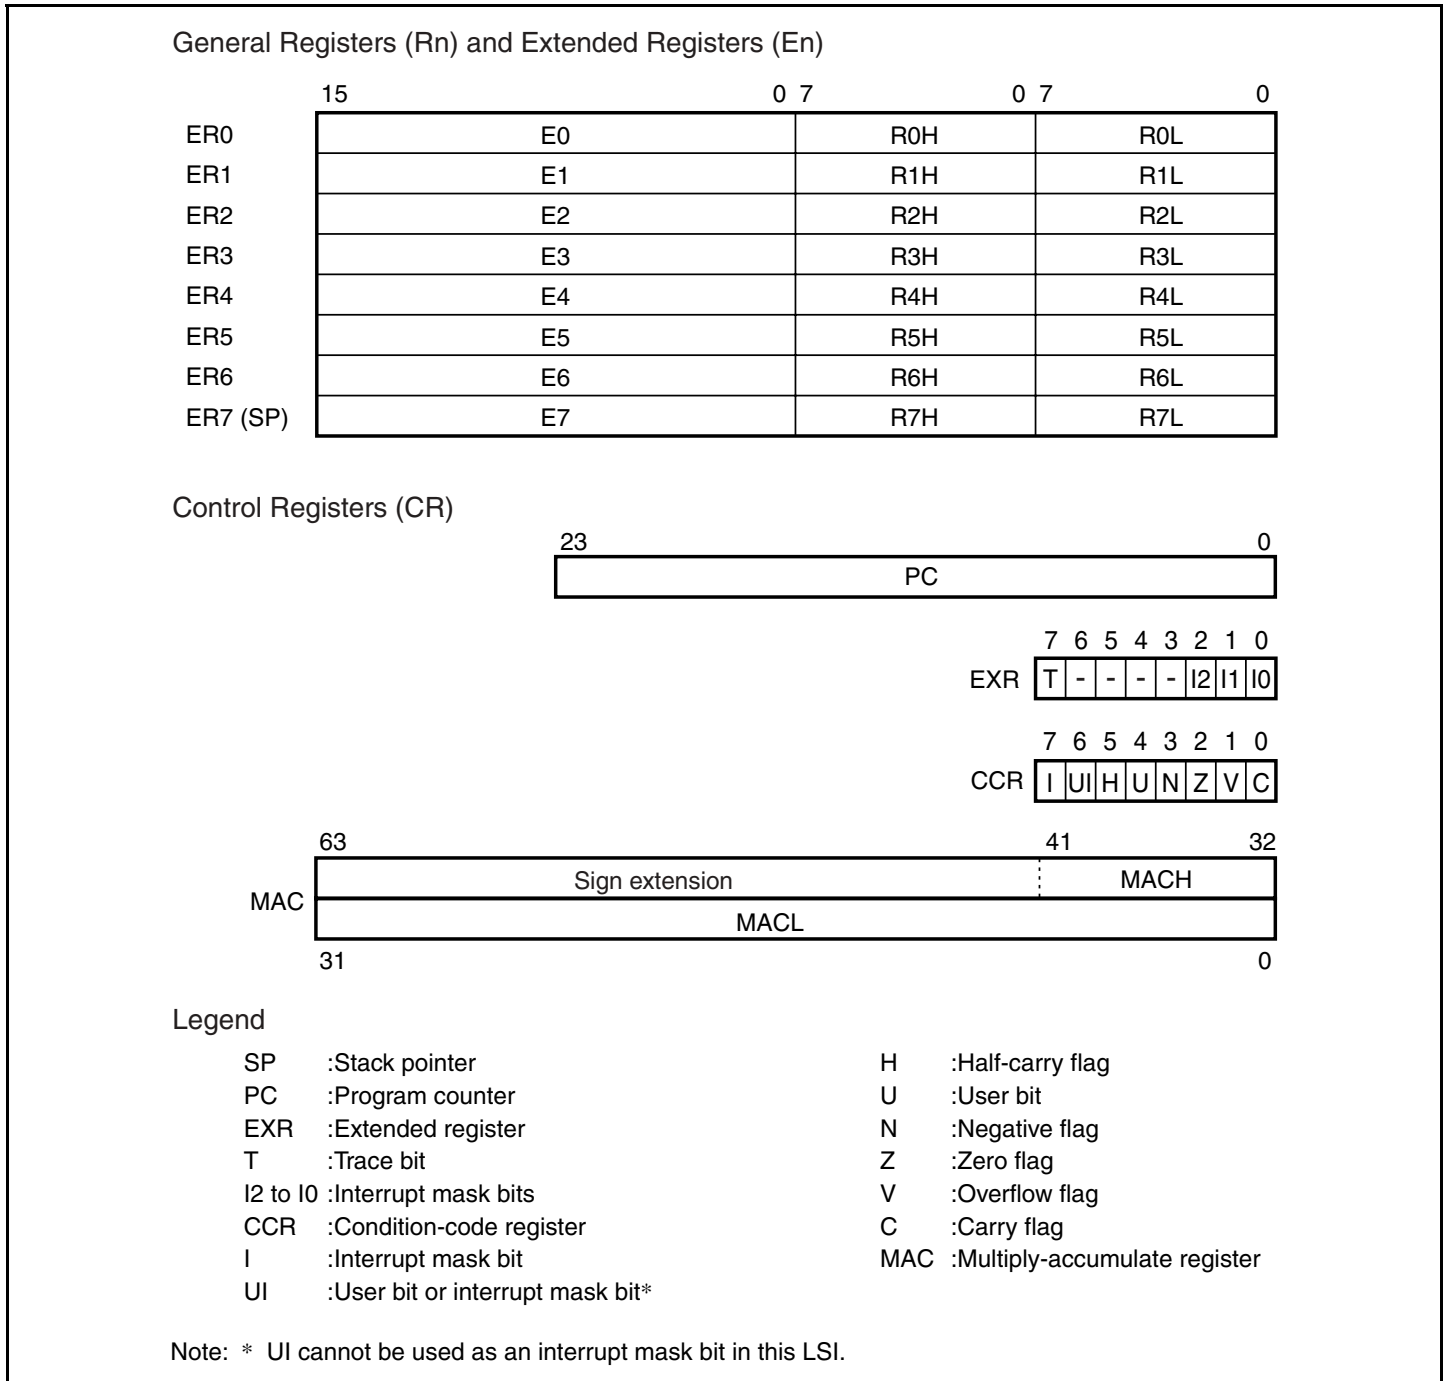 General Registers (Rn) and Extended Registers (En)
15 0 7 0 7 0
ER0 E0 R0H R0L
ER1 E1 R1H R1L
ER2 E2 R2H R2L
ER3 E3 R3H R3L
ER4 E4 R4H R4L
ER5 E5 R5H R5L
ER6 E6 R6H R6L
ER7 (SP) E7 R7H R7L
Control Registers (CR)
23 0
PC
7 6 5 4 3 2 1 0
EXR T - - - - I2 I1 I0
7 6 5 4 3 2 1 0
CCR I UI H U N Z V C
63 41 32
Sign extension MACH
MAC
MACL
31 0
Legend
SP :Stack pointer H :Half-carry flag
PC :Program counter U :User bit
EXR :Extended register N :Negative flag
T :Trace bit Z :Zero flag
I2 to I0 :Interrupt mask bits V :Overflow flag
CCR :Condition-code register C :Carry flag
I :Interrupt mask bit MAC :Multiply-accumulate register
UI :User bit or interrupt mask bit*
Note: * UI cannot be used as an interrupt mask bit in this LSI.